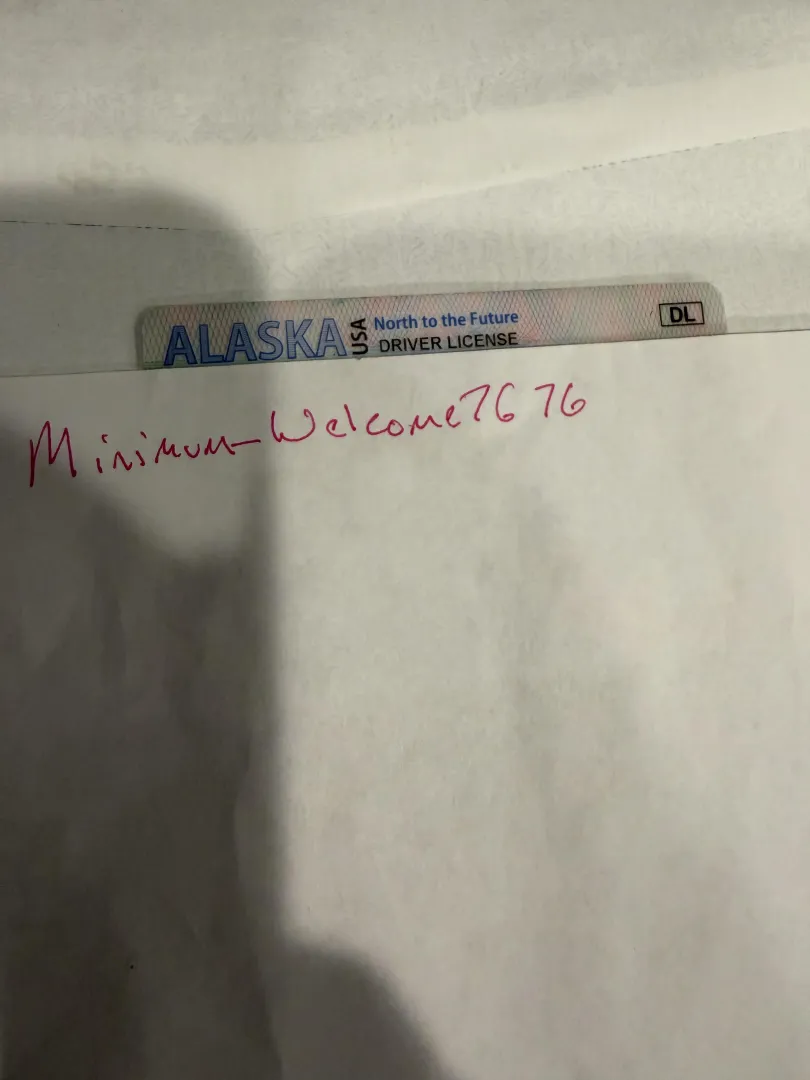 ALASKA USA North to the Future DL
DRIVER LICENSE
Minimum-Welcome7676